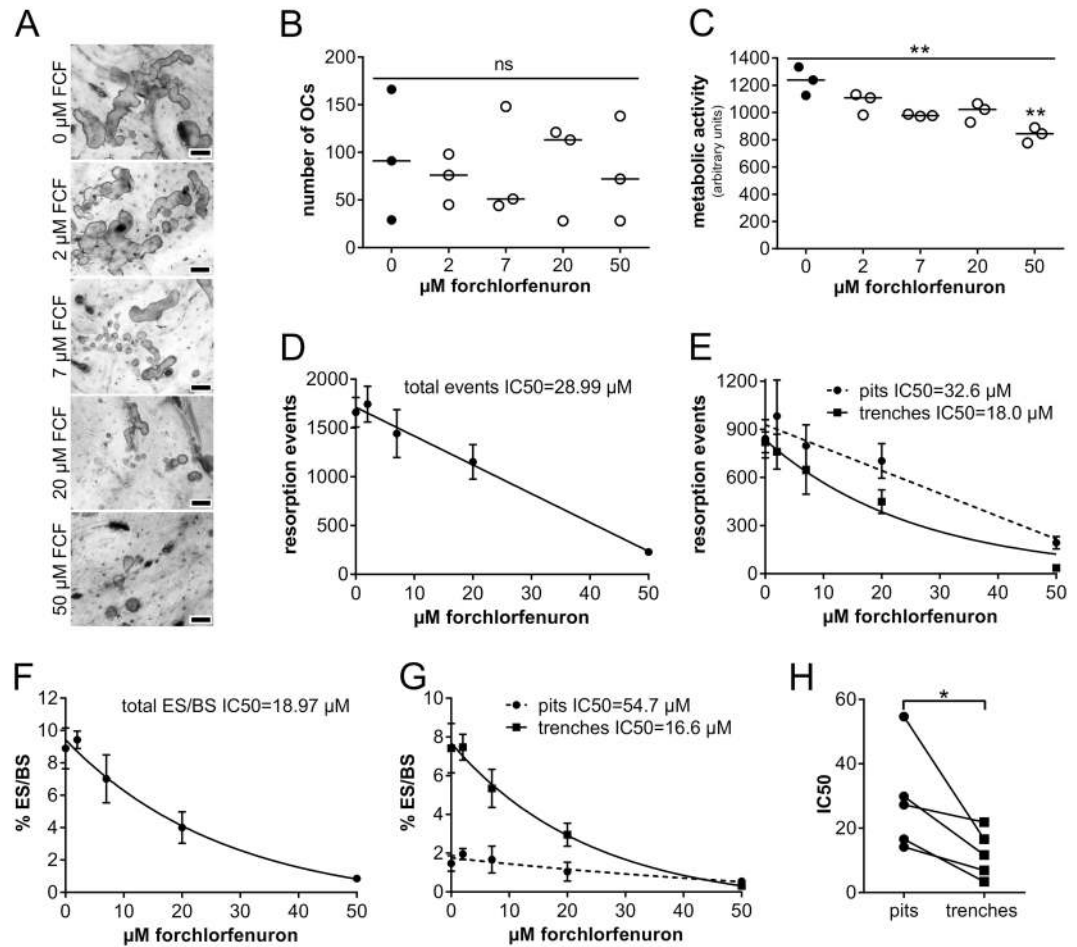 A
0 µM FCF
2 µM FCF
7 µM FCF
20 µM FCF
50 µM FCF
B
ns
number of OCs
200
150
100
50
0
0 2 7 20 50
µM forchlorfenuron
C
**
metabolic activity
(arbitrary units)
1400
1200
1000
800
600
400
200
0
**
0 2 7 20 50
µM forchlorfenuron
D
total events IC50=28.99 µM
resorption events
2000
1500
1000
500
0
0 10 20 30 40 50
µM forchlorfenuron
E
pits IC50=32.6 µM
trenches IC50=18.0 µM
resorption events
1200
900
600
300
0
0 10 20 30 40 50
µM forchlorfenuron
F
total ES/BS IC50=18.97 µM
% ES/BS
12
10
8
6
4
2
0
0 10 20 30 40 50
µM forchlorfenuron
G
pits IC50=54.7 µM
trenches IC50=16.6 µM
% ES/BS
10
8
6
4
2
0
0 10 20 30 40 50
µM forchlorfenuron
H
*
IC50
60
40
20
0
pits trenches